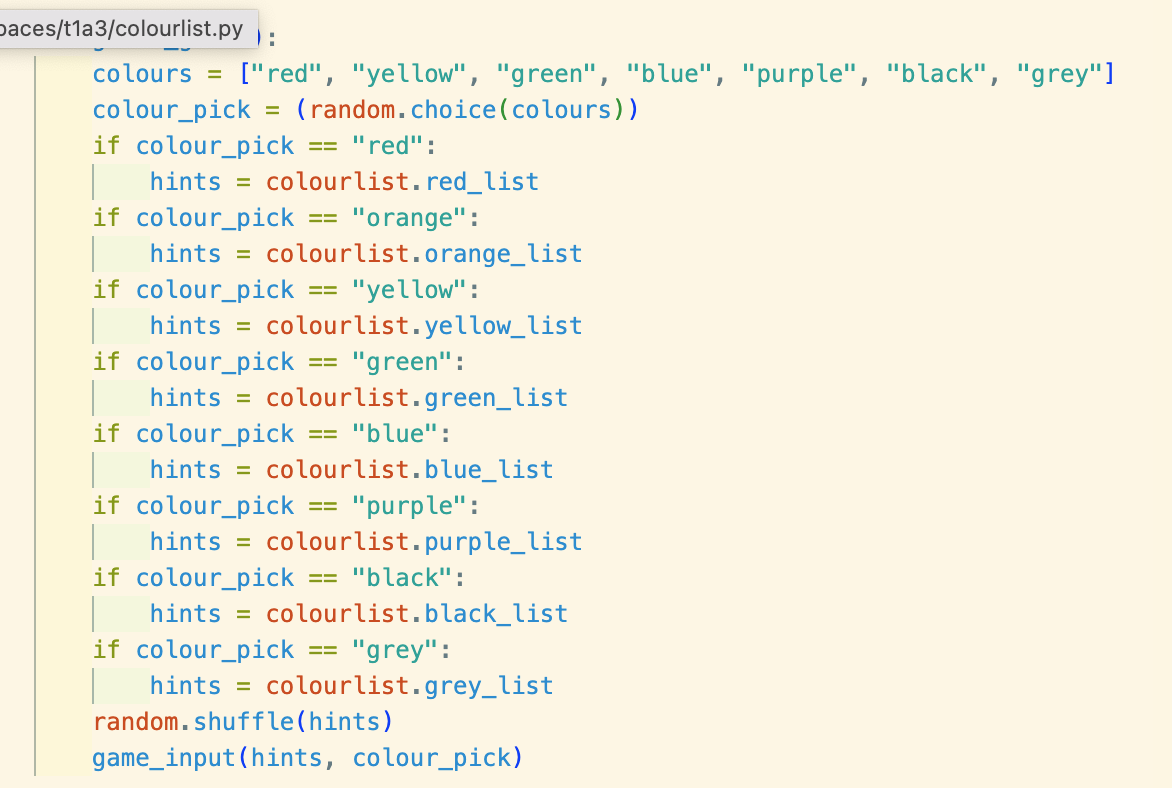 paces/t1a3/colourlist.py ):
colours = ["red", "yellow", "green", "blue", "purple", "black", "grey"]
colour_pick = (random.choice(colours))
if colour_pick == "red":
hints = colourlist.red_list
if colour_pick == "orange":
hints = colourlist.orange_list
if colour_pick == "yellow":
hints = colourlist.yellow_list
if colour_pick == "green":
hints = colourlist.green_list
if colour_pick == "blue":
hints = colourlist.blue_list
if colour_pick == "purple":
hints = colourlist.purple_list
if colour_pick == "black":
hints = colourlist.black_list
if colour_pick == "grey":
hints = colourlist.grey_list
random.shuffle(hints)
game_input(hints, colour_pick)